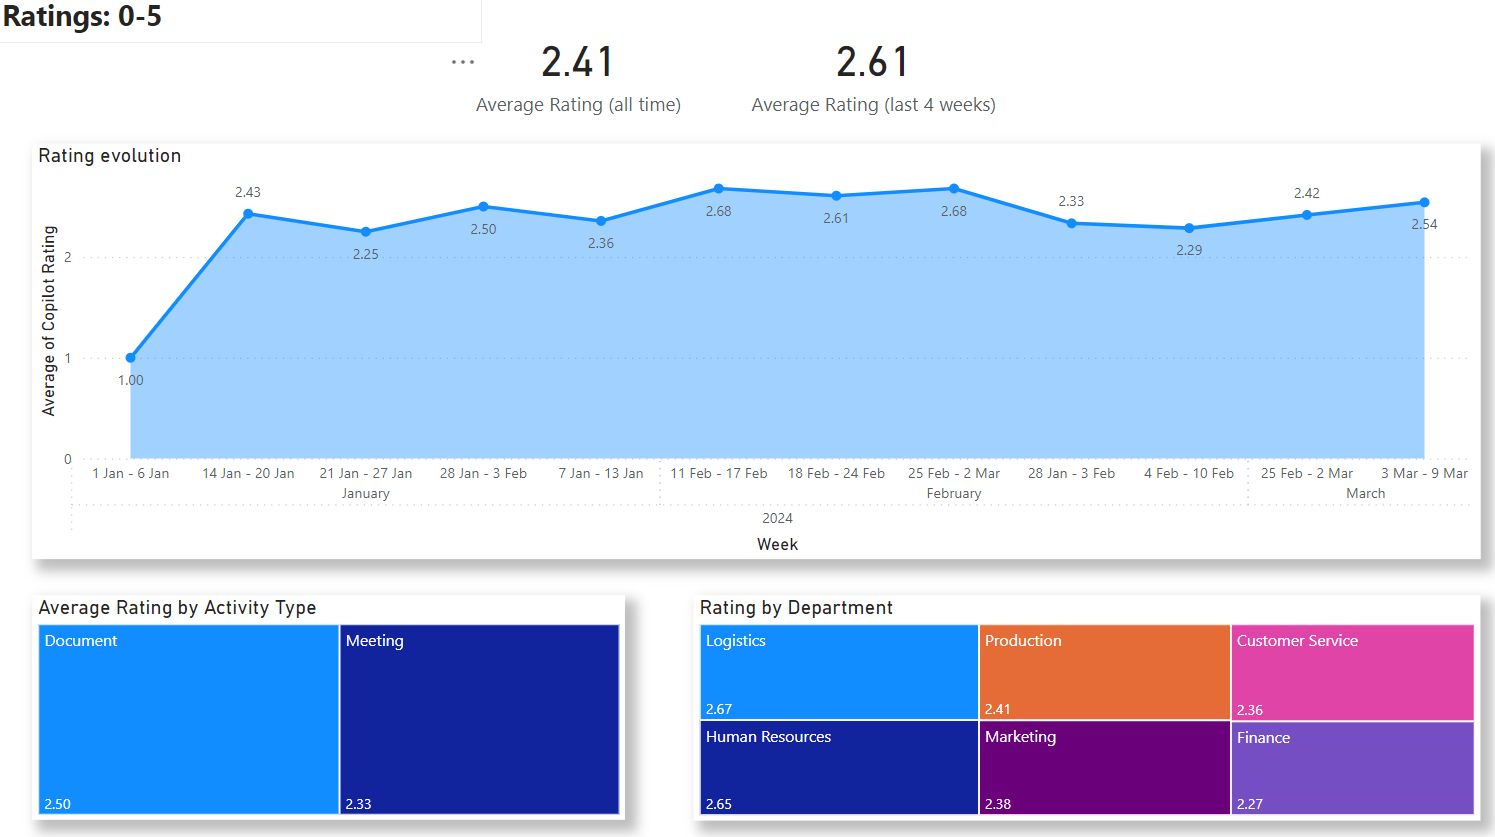 Ratings: 0-5
...
2.41
Average Rating (all time)
2.61
Average Rating (last 4 weeks)
Rating evolution
Average of Copilot Rating
2
1
0
1.00
2.43
2.25
2.50
2.36
2.68
2.61
2.68
2.33
2.29
2.42
2.54
1 Jan - 6 Jan
14 Jan - 20 Jan
21 Jan - 27 Jan
28 Jan - 3 Feb
7 Jan - 13 Jan
11 Feb - 17 Feb
18 Feb - 24 Feb
25 Feb - 2 Mar
28 Jan - 3 Feb
4 Feb - 10 Feb
25 Feb - 2 Mar
3 Mar - 9 Mar
January
February
March
2024
Week
Average Rating by Activity Type
Document
2.50
Meeting
2.33
Rating by Department
Logistics
2.67
Production
2.41
Customer Service
2.36
Human Resources
2.65
Marketing
2.38
Finance
2.27